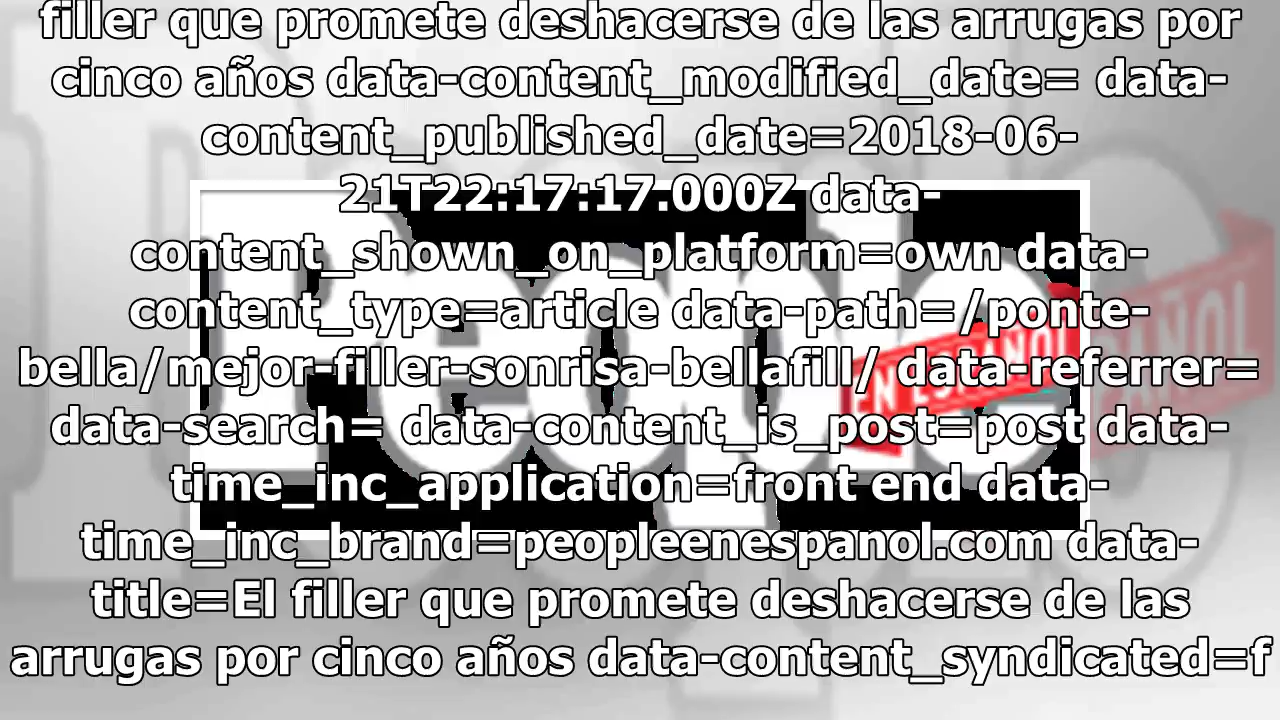 filler que promete deshacerse de las arrugas por
cinco años data-content_modified_date= data-
content_published_date=2018-06-
21T22:17:17.000Z data-
content_shown_on_platform=own data-
content_type=article data-path=/ponte-
bella/mejor-filler-sonrisa-bellafill/ data-referrer=
data-search= data-content_is_post=post data-
time_inc_application=front end data-
time_inc_brand=peopleenespanol.com data-
title=El filler que promete deshacerse de las
arrugas por cinco años data-content_syndicated=f
People
EN ESPAÑOL